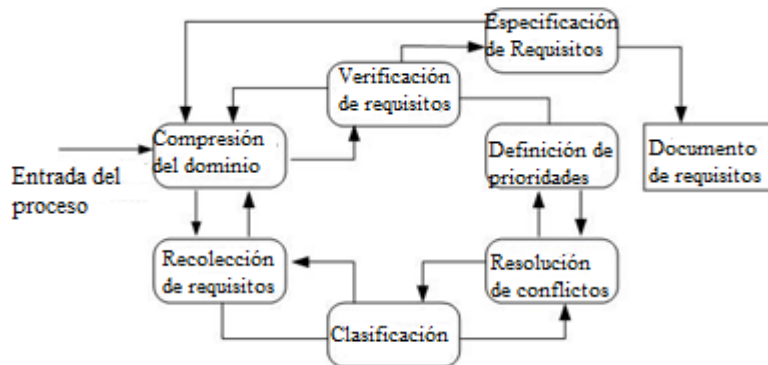 Especificación
de Requisitos
Verificación
de requisitos
Compresión
del dominio
Definición de
prioridades
Documento
de requisitos
Entrada del
proceso
Recolección
de requisitos
Resolución
de conflictos
Clasificación